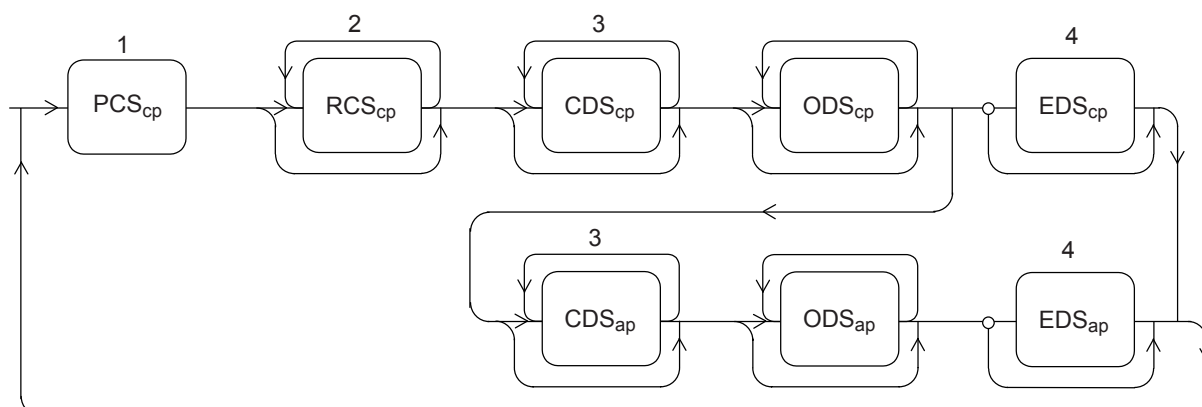 1 2 3 4
PCScp RCScp CDScp ODScp EDScp
3 4
CDSap ODSap EDSap